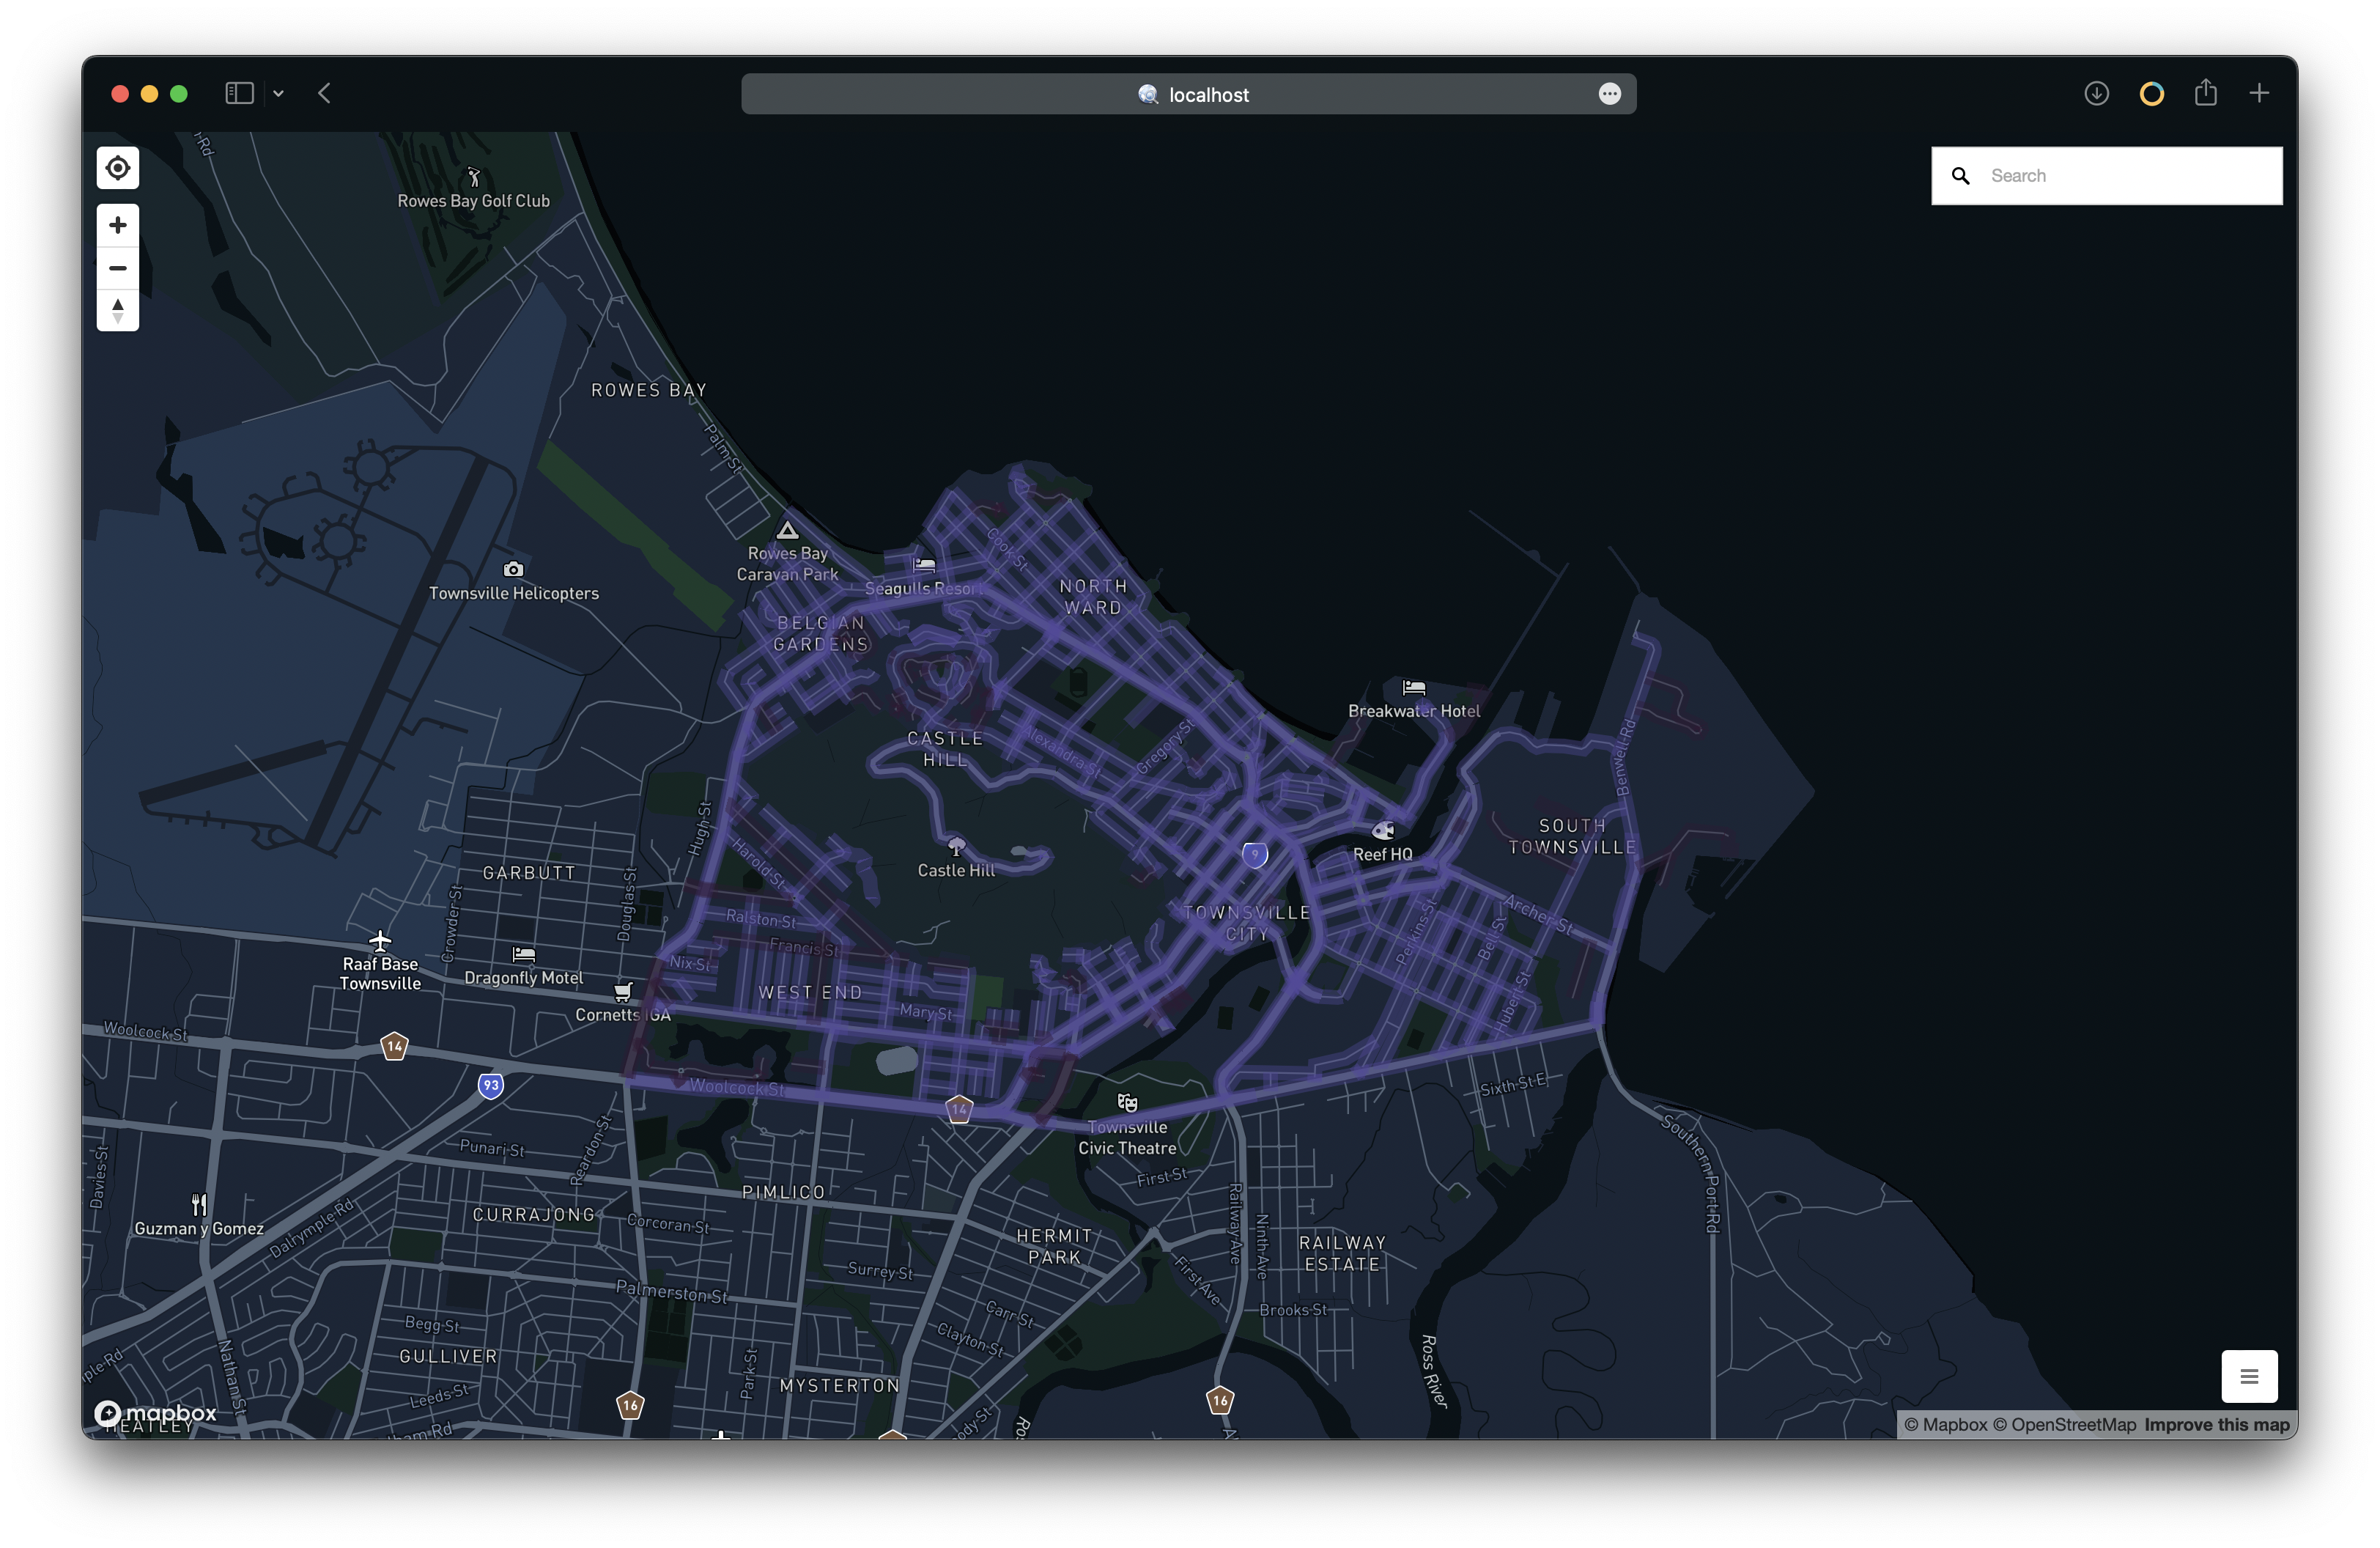 localhost
Search
Rd
Rowes Bay Golf Club
ROWES BAY
Palm St
Rowes Bay
Caravan Park
Seagulls Resort
Cook St
NORTH
WARD
Townsville Helicopters
BELGIAN
GARDENS
Breakwater Hotel
CASTLE
HILL
Alexandra St
Gregory St
Benwell Rd
Hugh St
Harold St
Castle Hill
9
Reef HQ
SOUTH
TOWNSVILLE
GARBUTT
Crowder St
Douglas St
Ralston St
Francis St
Nix St
TOWNSVILLE
CITY
Perkins St
Bell St
Archer St
Hubert St
Raaf Base
Townsville
Dragonfly Motel
Cornetts IGA
WEST END
Mary St
Woolcock St
14
93
Woolcock St
14
Sixth St E
Townsville
Civic Theatre
Southern Port Rd
Davies St
Punari St
Reardon St
First St
PIMLICO
CURRAJONG
Corcoran St
Guzman y Gomez
Dalrymple Rd
HERMIT
PARK
Railway Ave
Ninth Ave
RAILWAY
ESTATE
First Ave
Surrey St
Palmerston St
Carr St
Brooks St
Begg St
Clayton St
GULLIVER
Nathan St
Park St
Ross River
MYSTERTON
Leeds St
16
16
mapbox
HEATLEY
© Mapbox © OpenStreetMap Improve this map